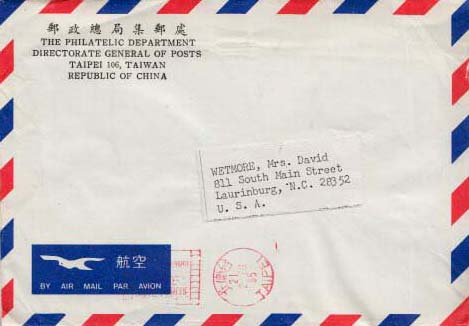 郵政總局集郵處
THE PHILATELIC DEPARTMENT
DIRECTORATE GENERAL OF POSTS
TAIPEI 106, TAIWAN
REPUBLIC OF CHINA
WETMORE, Mrs. David
811 South Main Street
Laurinburg, N.C. 28352
U. S. A.
航空
BY AIR MAIL PAR AVION
TAIPEI